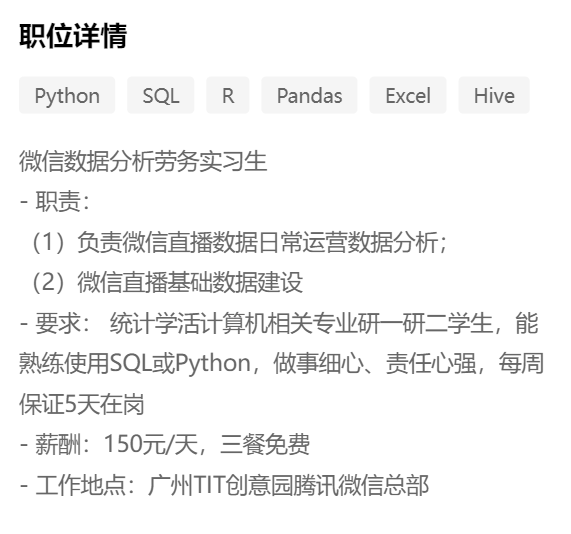 职位详情
Python SQL R Pandas Excel Hive
微信数据分析劳务实习生
- 职责：
（1）负责微信直播数据日常运营数据分析；
（2）微信直播基础数据建设
- 要求： 统计学活计算机相关专业研一研二学生，能
熟练使用SQL或Python，做事细心、责任心强，每周
保证5天在岗
- 薪酬：150元/天，三餐免费
- 工作地点：广州TIT创意园腾讯微信总部